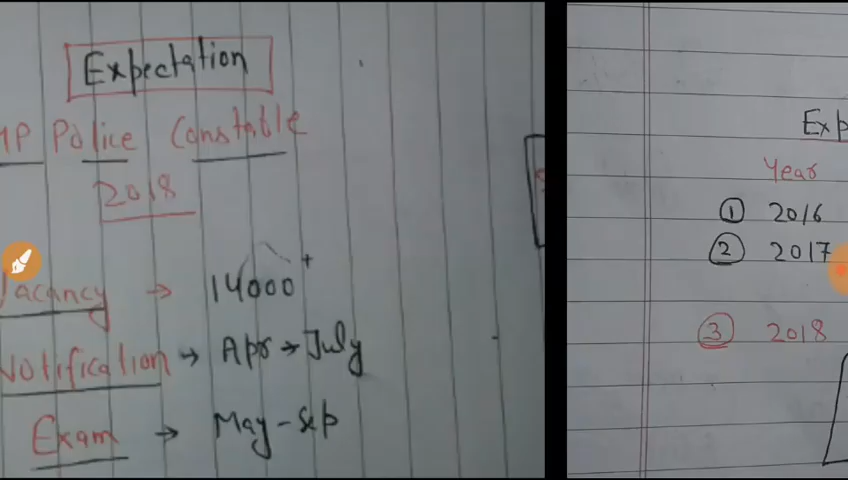 Expectation
MP Police Constable
2018
Vacancy → 14000+
Notification → Apr → July
Exam → May - Sep
Exp
Year
① 2016
② 2017
③ 2018